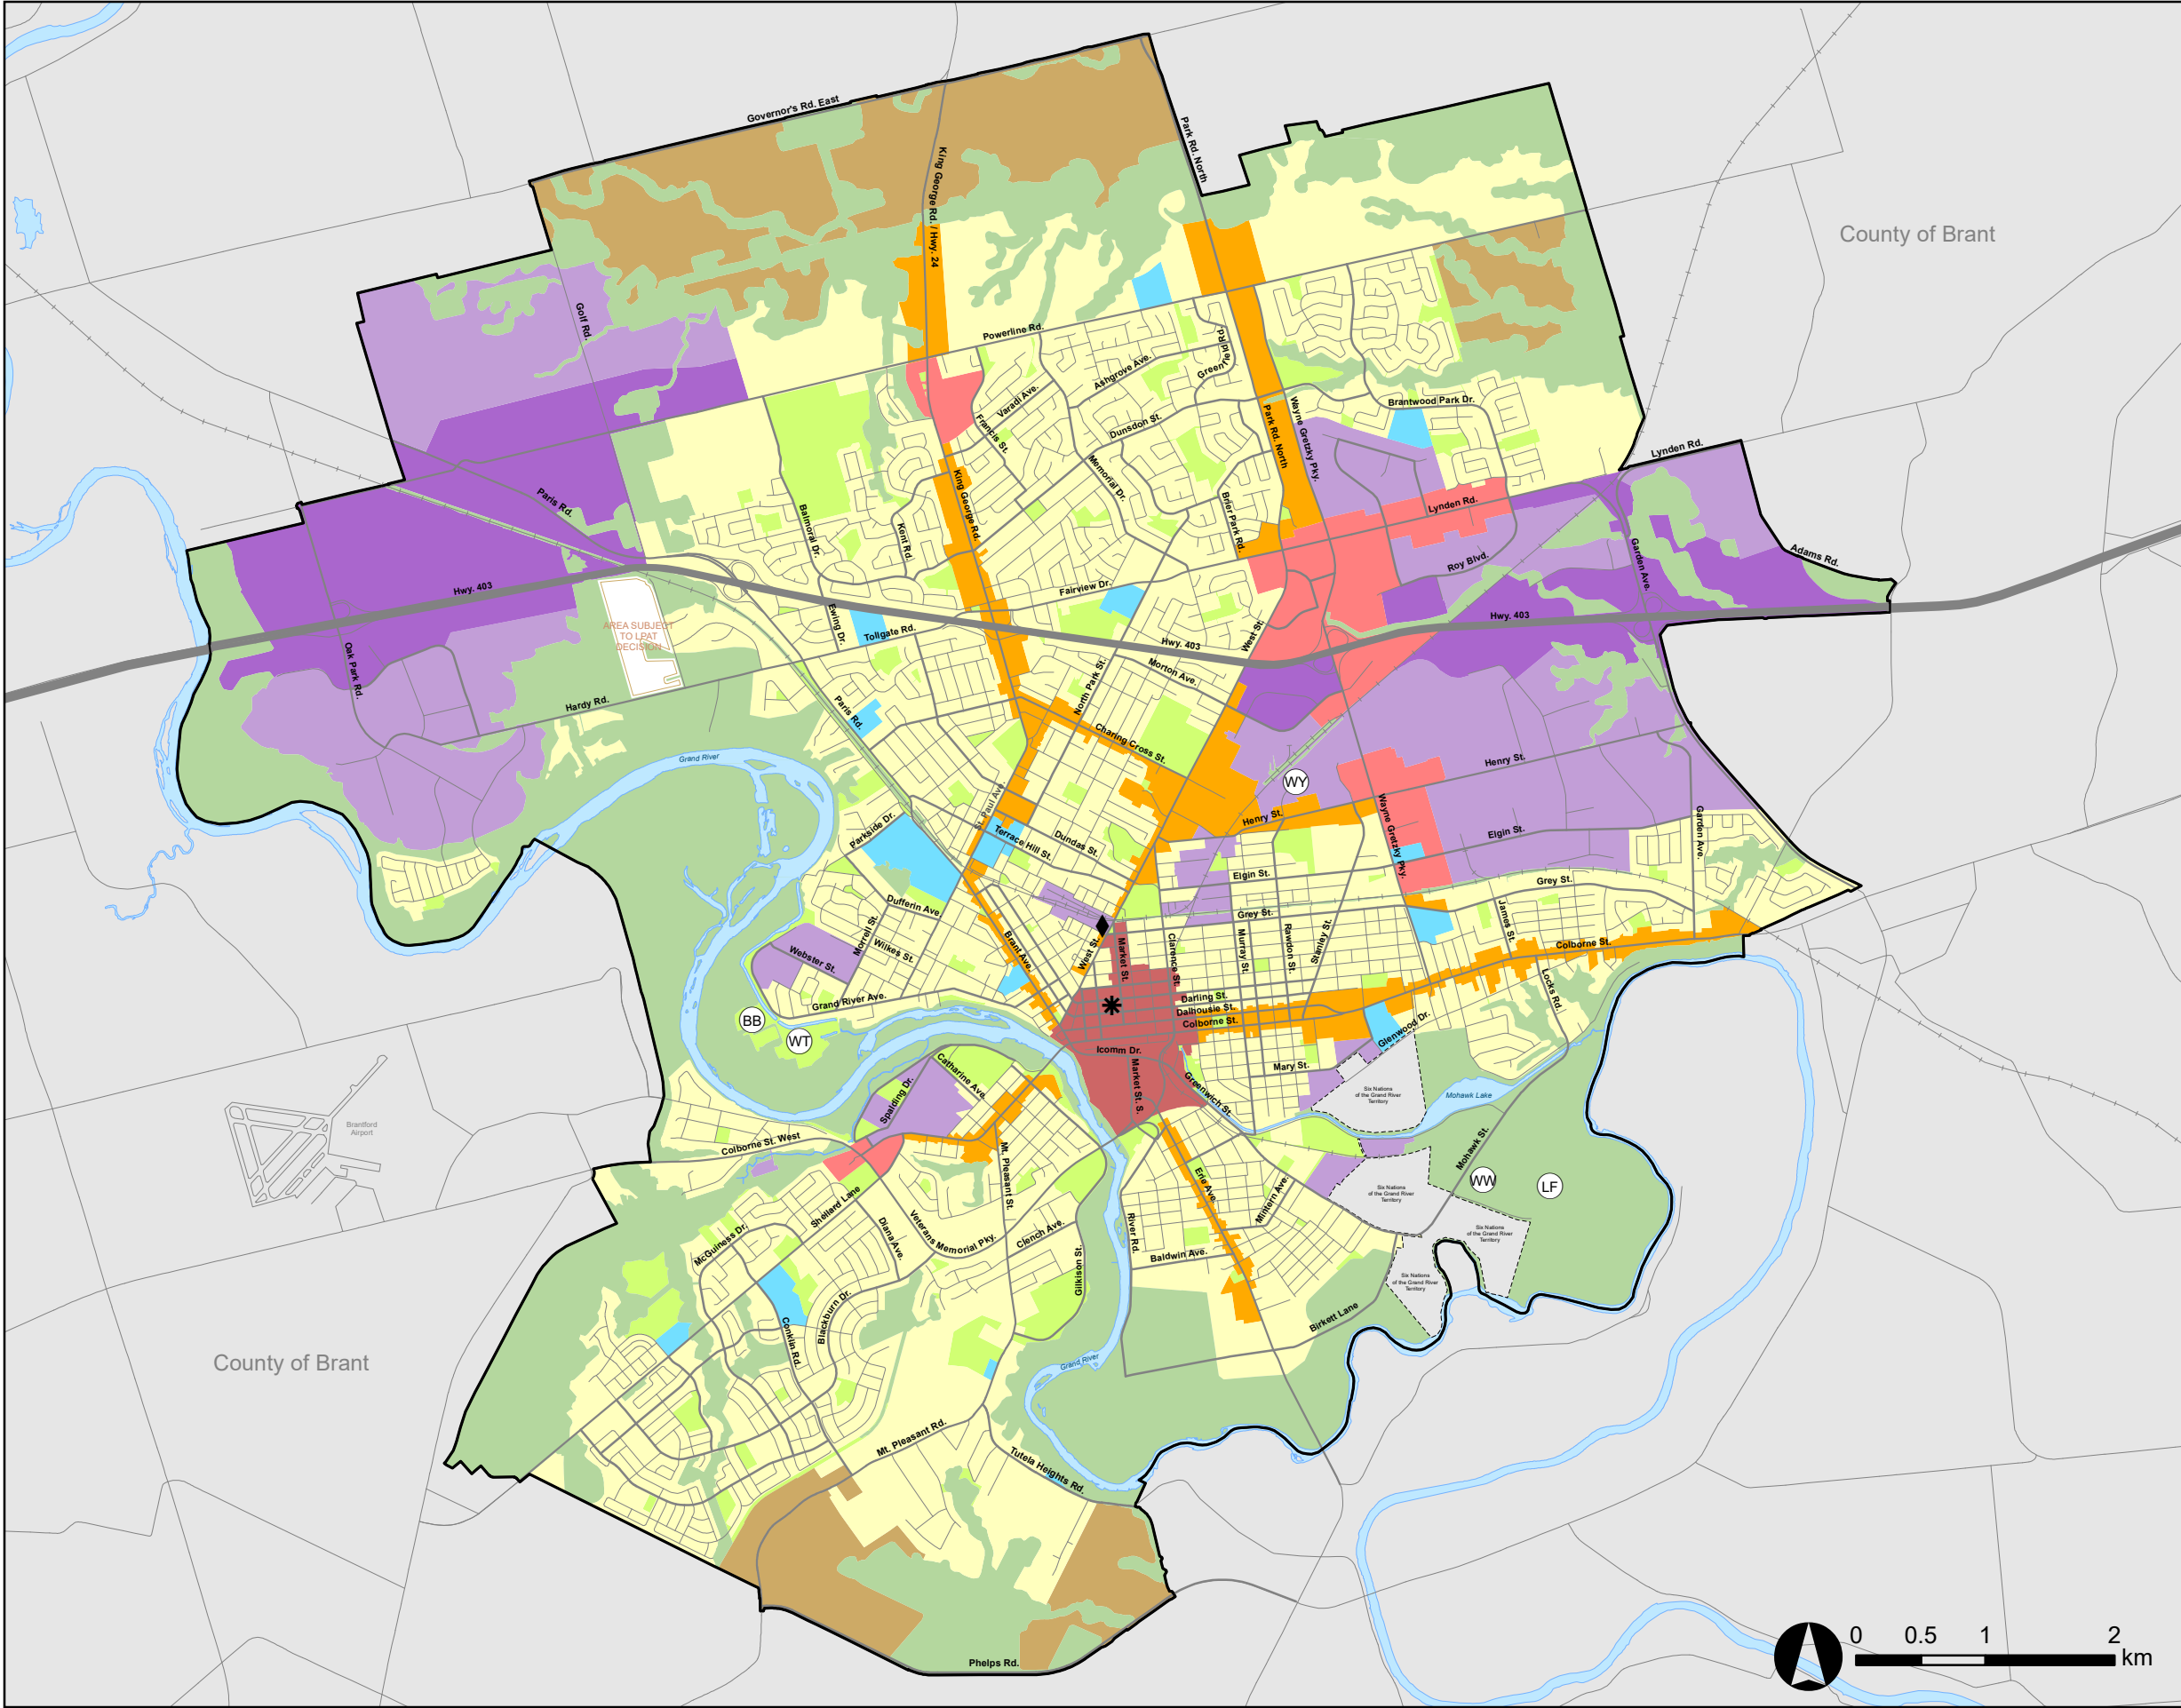 Governor's Rd. East
Park Rd. North
King George Rd. / Hwy. 24
County of Brant
Golf Rd.
Powerline Rd.
Green
field Rd.
Ashgrove Ave.
Varadi Ave.
Francis St.
Dunsdon St.
Brantwood Park Dr.
Park Rd. North
Wayne Gretzky Pky.
Lynden Rd.
Memorial Dr.
King George Rd.
Paris Rd.
Balmoral Dr.
Kent Rd.
Brier Park Rd.
Lynden Rd.
Roy Blvd.
Garden Ave.
Adams Rd.
Hwy. 403
Fairview Dr.
Ewing Dr.
Tollgate Rd.
AREA SUBJECT
TO LPAT
DECISION
Hwy. 403
West St.
Hwy. 403
Oak Park Rd.
Hardy Rd.
Morton Ave.
North Park St.
Paris Rd.
Charing Cross St.
Grand River
WY
Henry St.
St. Paul Ave.
Parkside Dr.
Terrace Hill St.
Dundas St.
Henry St.
Wayne Gretzky Pky.
Elgin St.
Garden Ave.
Elgin St.
Grey St.
Dufferin Ave.
Grey St.
James St.
Morrell St.
Wilkes St.
Webster St.
Brant Ave.
West St.
Market St.
Clarence St.
Murray St.
Rawdon St.
Stanley St.
Colborne St.
Locks Rd.
Grand River Ave.
Darling St.
Dalhousie St.
Colborne St.
Glenwood Dr.
BB
WT
Icomm Dr.
Market St. S.
Mary St.
Greenwich St.
Catharine Ave.
Spalding Dr.
Six Nations
of the Grand River
Territory
Mohawk Lake
Brantford
Airport
Colborne St. West
Mt. Pleasant St.
Mohawk St.
WW
LF
Erie Ave.
Mintern Ave.
Six Nations
of the Grand River
Territory
Shellard Lane
McGuiness Dr.
Diana Ave.
Veterans Memorial Pky.
Clench Ave.
River Rd.
Baldwin Ave.
Gilkison St.
Six Nations
of the Grand River
Territory
Six Nations
of the Grand River
Territory
Birkett Lane
Conklin Rd.
Blackburn Dr.
Grand River
County of Brant
Mt. Pleasant Rd.
Tutela Heights Rd.
Phelps Rd.
0 0.5 1 2
km